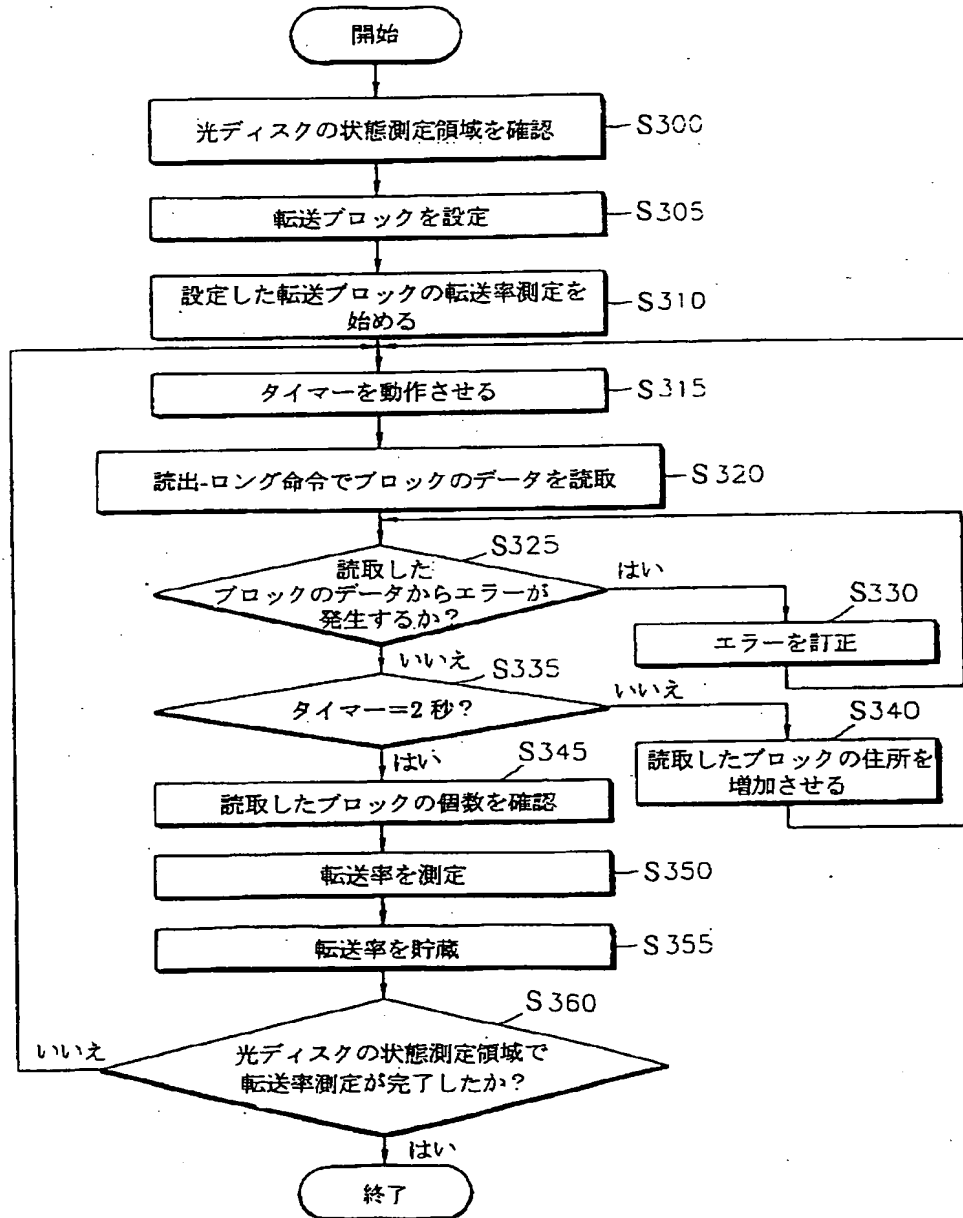 開始
光ディスクの状態測定領域を確認
S300
転送ブロックを設定
S305
設定した転送ブロックの転送率測定を
始める
S310
タイマーを動作させる
S315
読出-ロング命令でブロックのデータを読取
S320
S325
読取した
ブロックのデータからエラーが
発生するか?
はい
S330
エラーを訂正
いいえ
S335
タイマー=2秒?
いいえ
S340
読取したブロックの住所を
増加させる
はい
S345
読取したブロックの個数を確認
転送率を測定
S350
転送率を貯蔵
S355
S360
光ディスクの状態測定領域で
転送率測定が完了したか?
いいえ
はい
終了